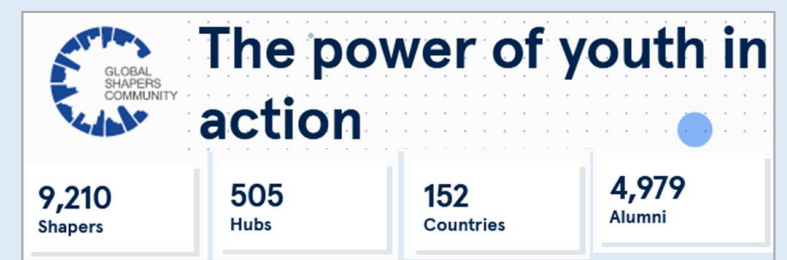 GLOBAL
SHAPERS
COMMUNITY
The power of youth in
action
9,210
Shapers
505
Hubs
152
Countries
4,979
Alumni